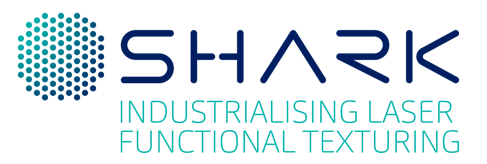 SHARK
INDUSTRIALISING LASER
FUNCTIONAL TEXTURING